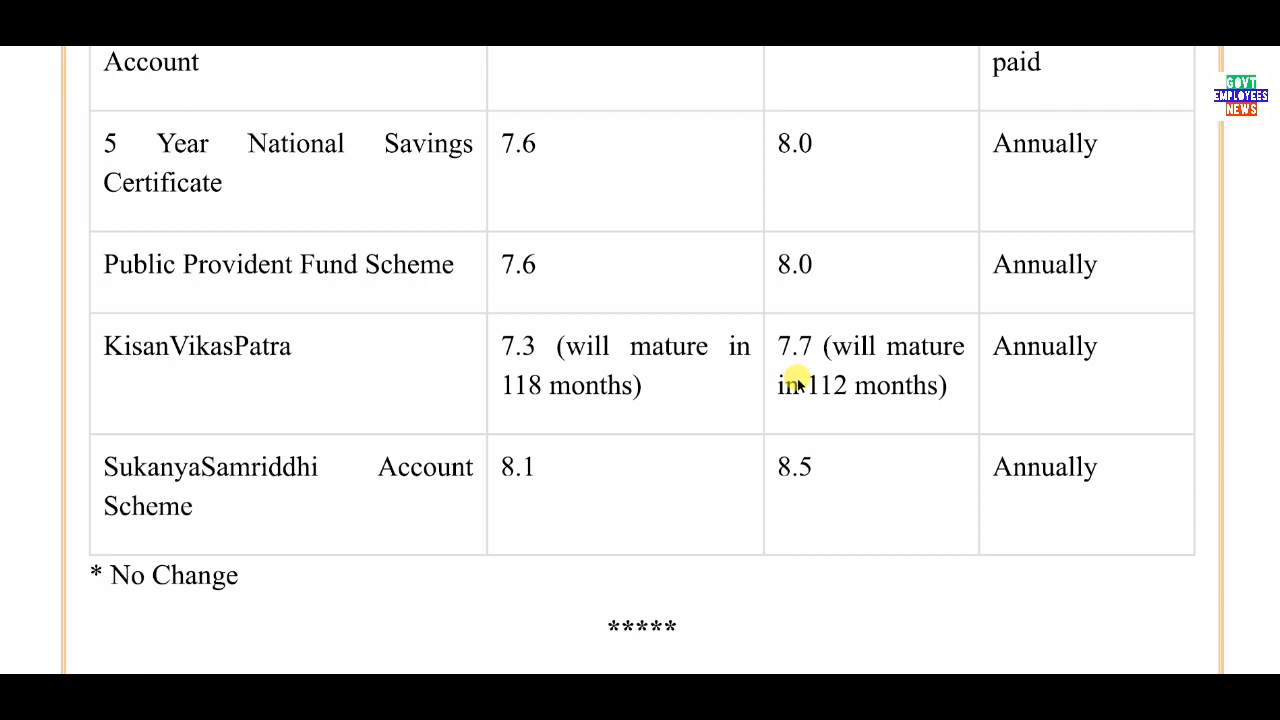 Account paid
GOVT
EMPLOYEES
NEWS
5 Year National Savings 7.6 8.0 Annually
Certificate
Public Provident Fund Scheme 7.6 8.0 Annually
KisanVikasPatra 7.3 (will mature in 7.7 (will mature Annually
118 months) in 112 months)
SukanyaSamriddhi Account 8.1 8.5 Annually
Scheme
* No Change
*****